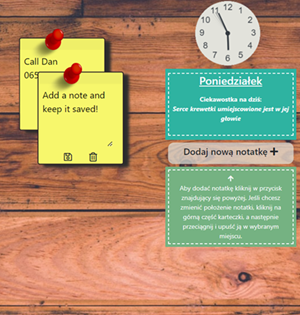 Call Dan
065
Add a note and
keep it saved!
Poniedziałek
Ciekawostka na dziś:
Serce krewetki umiejscowione jest w jej
głowie
Dodaj nową notatkę +
Aby dodać notatkę kliknij w przycisk
znajdujący się powyżej. Jeśli chcesz
zmienić położenie notatki, kliknij na
górną część karteczki, a następnie
przeciągnij i upuść ją w wybranym
miejscu.